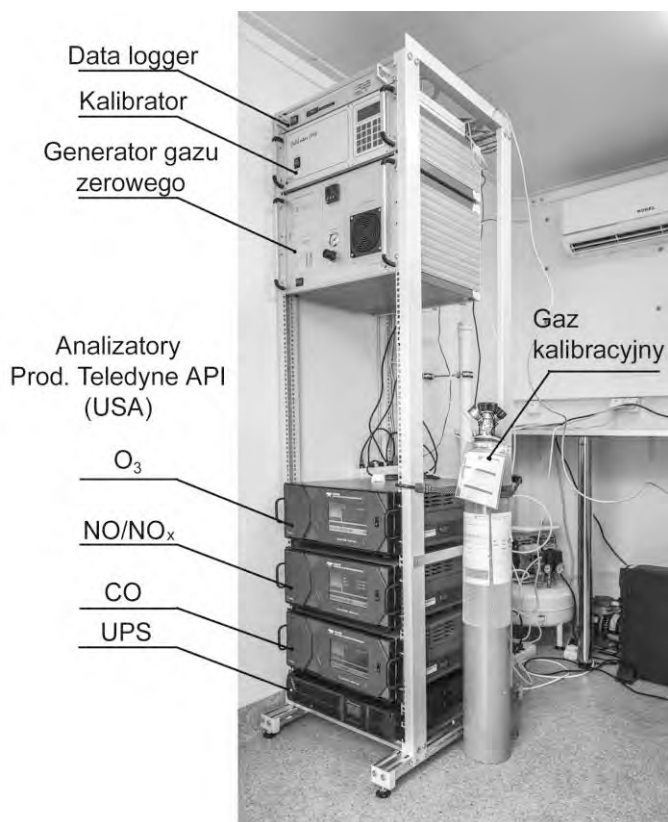 Data logger
Kalibrator
Generator gazu
zerowego
Gaz
kalibracyjny
Analizatory
Prod. Teledyne API
(USA)
O₃
NO/NOₓ
CO
UPS